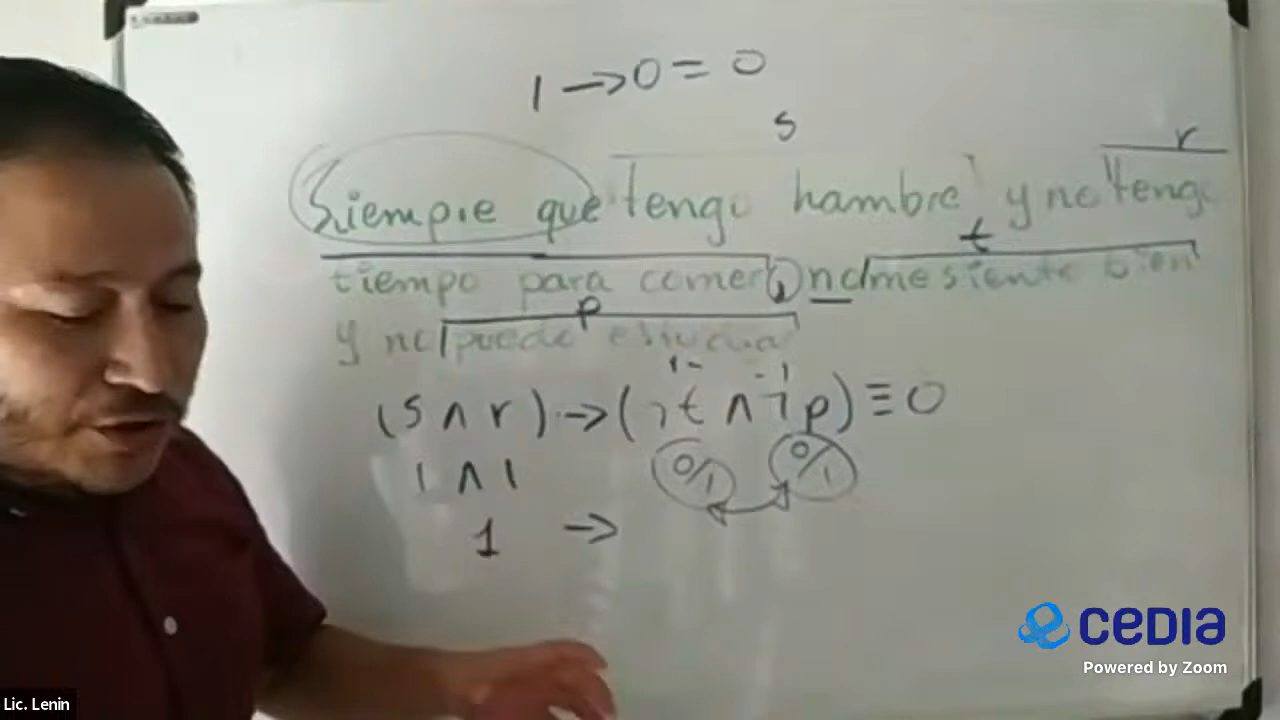 1 → 0 = 0
s
r
Siempre que tengo hambre y no tengo
t
tiempo para comer, no me siento bien
p
y no puedo estudiar
(s ∧ r) → (¬t ∧ ¬p) ≡ 0
1 ∧ 1 0/1 0/1
1 →
CEDIA
Powered by Zoom
Lic. Lenin